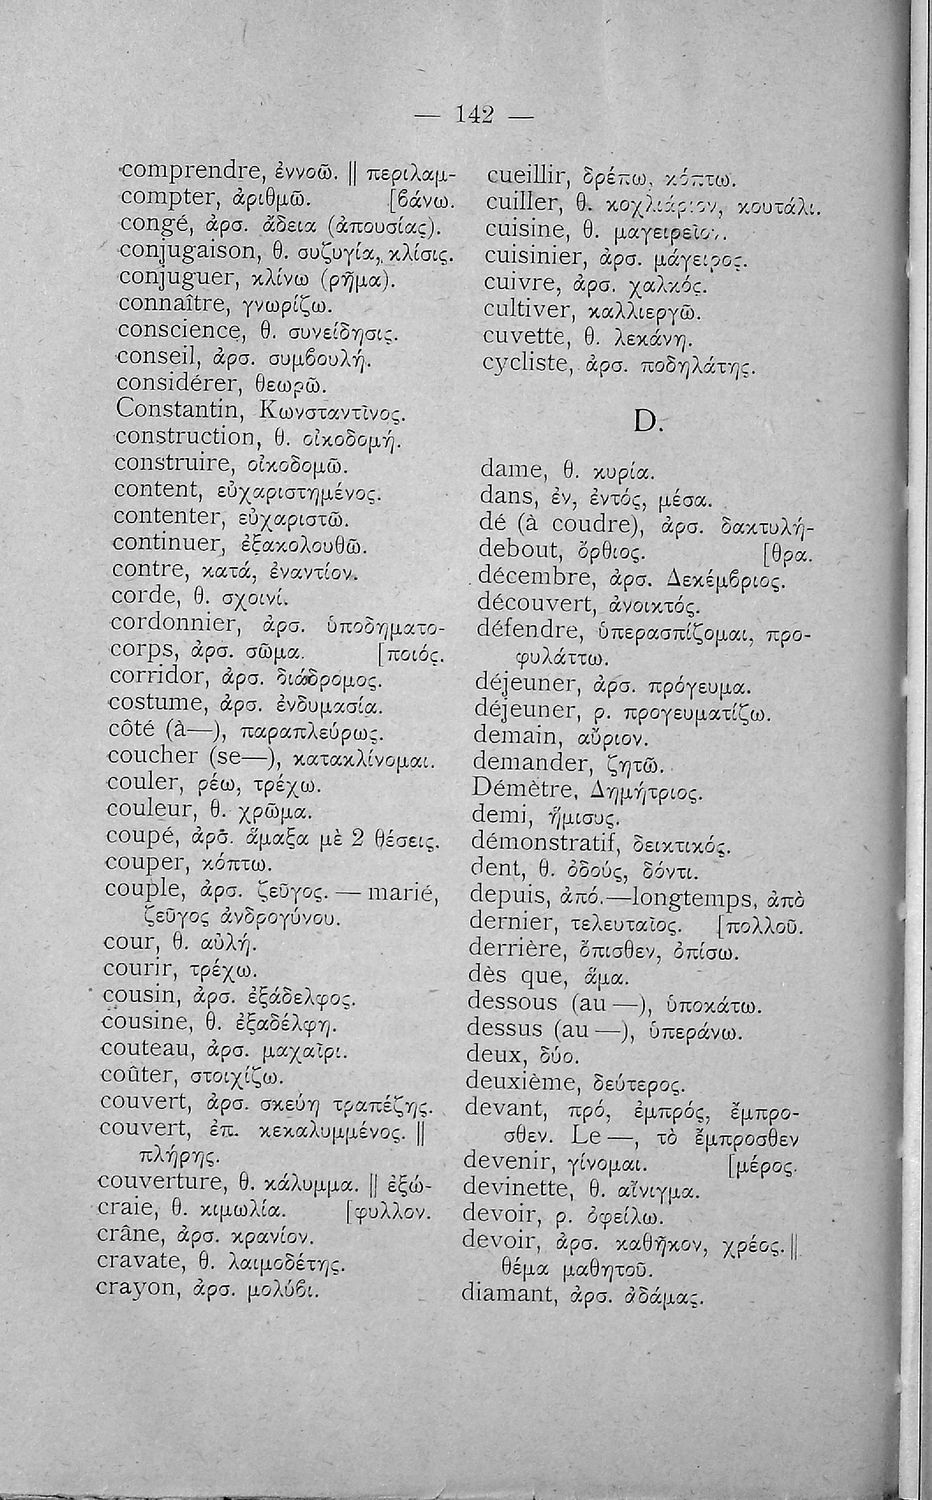 — 142 —
comprendre, ἐννοῶ. || περιλαμ-
compter, ἀριθμῶ. [βάνω.
congé, ἀρσ. ἄδεια (ἀπουσίας).
conjugaison, θ. συζυγία, κλίσις.
conjuguer, κλίνω (ρῆμα).
connaître, γνωρίζω.
conscience, θ. συνείδησις.
conseil, ἀρσ. συμβουλή.
considérer, θεωρῶ.
Constantin, Κωνσταντῖνος.
construction, θ. οἰκοδομή.
construire, οἰκοδομῶ.
content, εὐχαριστημένος.
contenter, εὐχαριστῶ.
continuer, ἐξακολουθῶ.
contre, κατά, ἐναντίον.
corde, θ. σχοινί.
cordonnier, ἀρσ. ὑποδηματο-
corps, ἀρσ. σῶμα. [ποιός.
corridor, ἀρσ. διάδρομος.
costume, ἀρσ. ἐνδυμασία.
côté (à—), παραπλεύρως.
coucher (se—), κατακλίνομαι.
couler, ρέω, τρέχω.
couleur, θ. χρῶμα.
coupé, ἀρσ. ἅμαξα μὲ 2 θέσεις.
couper, κόπτω.
couple, ἀρσ. ζεῦγος. — marié,
ζεῦγος ἀνδρογύνου.
cour, θ. αὐλή.
courir, τρέχω.
cousin, ἀρσ. ἐξάδελφος.
cousine, θ. ἐξαδέλφη.
couteau, ἀρσ. μαχαῖρι.
coûter, στοιχίζω.
couvert, ἀρσ. σκεύη τραπέζης.
couvert, ἐπ. κεκαλυμμένος. ||
πλήρης.
couverture, θ. κάλυμμα. || ἐξώ-
craie, θ. κιμωλία. [φυλλον.
crâne, ἀρσ. κρανίον.
cravate, θ. λαιμοδέτης.
crayon, ἀρσ. μολύβι.
cueillir, δρέπω, κόπτω.
cuiller, θ. κοχλιάριον, κουτάλι.
cuisine, θ. μαγειρεῖον.
cuisinier, ἀρσ. μάγειρος.
cuivre, ἀρσ. χαλκός.
cultiver, καλλιεργῶ.
cuvette, θ. λεκάνη.
cycliste, ἀρσ. ποδηλάτης.
D.
dame, θ. κυρία.
dans, ἐν, ἐντός, μέσα.
dé (à coudre), ἀρσ. δακτυλή-
debout, ὄρθιος. [θρα.
décembre, ἀρσ. Δεκέμβριος.
découvert, ἀνοικτός.
défendre, ὑπερασπίζομαι, προ-
φυλάττω.
déjeuner, ἀρσ. πρόγευμα.
déjeuner, ρ. προγευματίζω.
demain, αὔριον.
demander, ζητῶ.
Démètre, Δημήτριος.
demi, ἥμισυς.
démonstratif, δεικτικός.
dent, θ. ὀδούς, δόντι.
depuis, ἀπό.—longtemps, ἀπὸ
dernier, τελευταῖος. [πολλοῦ.
derrière, ὄπισθεν, ὀπίσω.
dès que, ἅμα.
dessous (au —), ὑποκάτω.
dessus (au —), ὑπεράνω.
deux, δύο.
deuxième, δεύτερος.
devant, πρό, ἐμπρός, ἔμπρο-
σθεν. Le —, τὸ ἔμπροσθεν
devenir, γίνομαι. [μέρος.
devinette, θ. αἴνιγμα.
devoir, ρ. ὀφείλω.
devoir, ἀρσ. καθῆκον, χρέος. ||
θέμα μαθητοῦ.
diamant, ἀρσ. ἀδάμας.